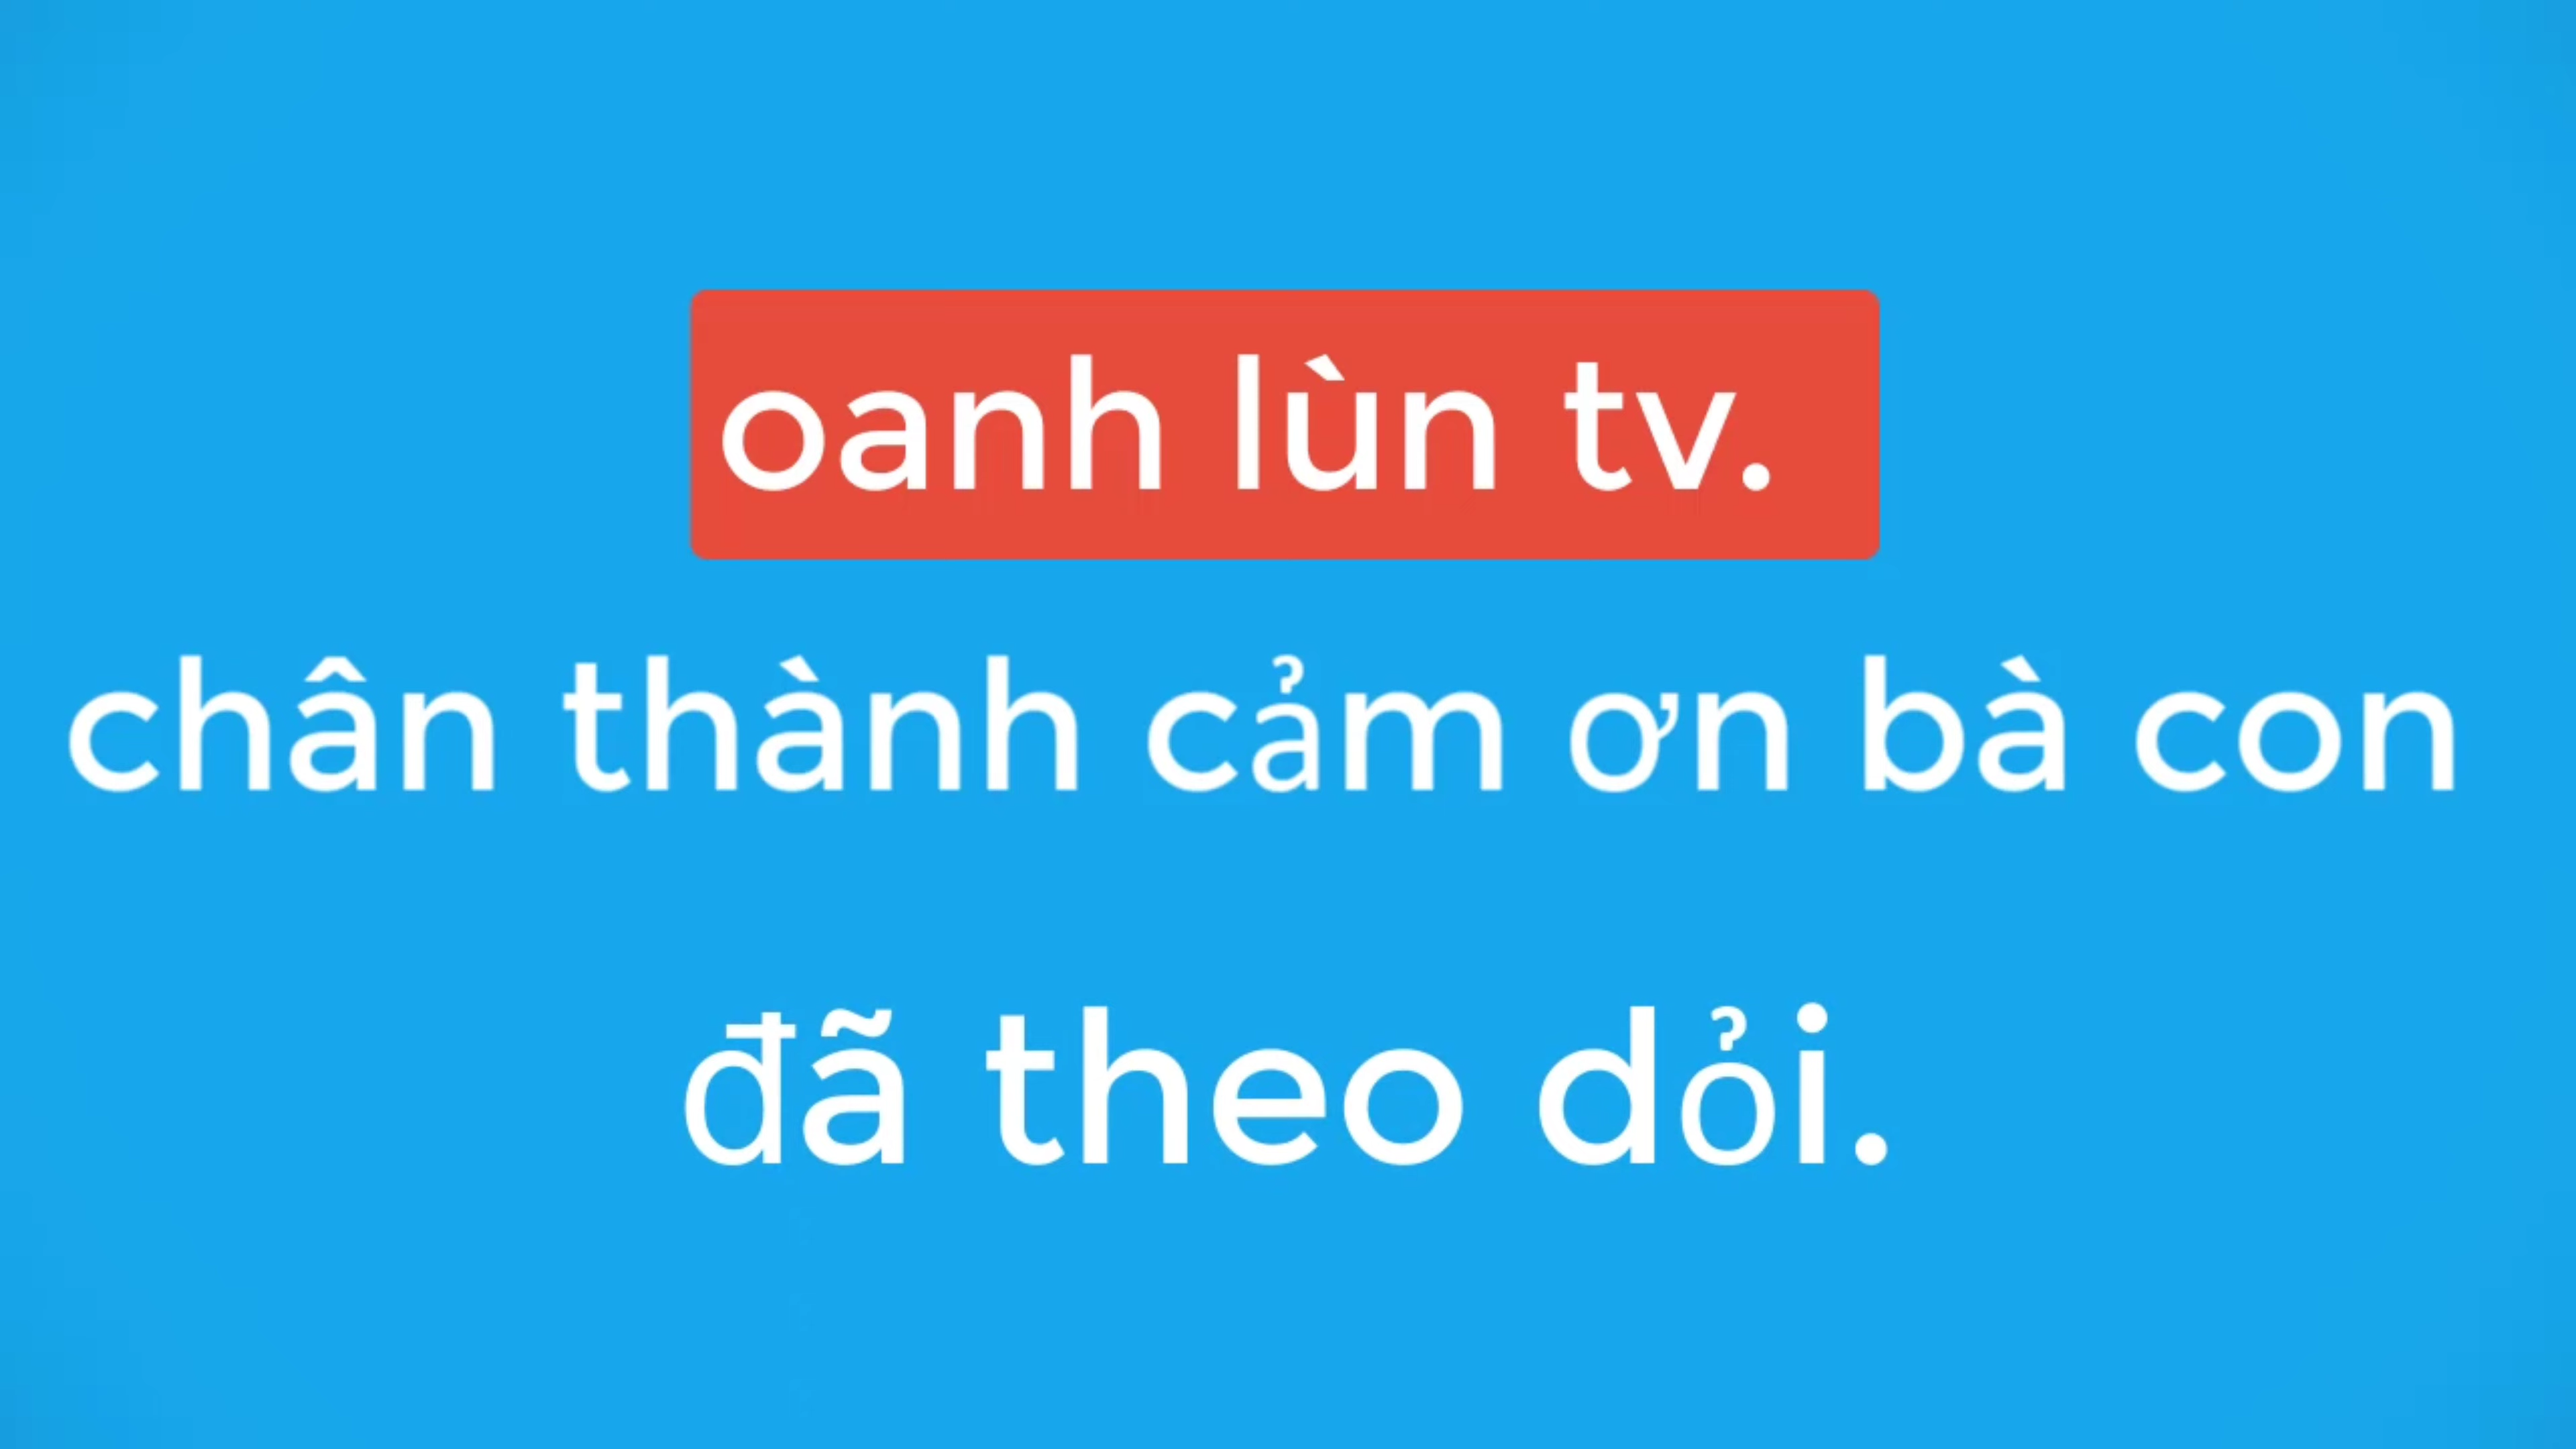 oanh lùn tv.
chân thành cảm ơn bà con
đã theo dỏi.